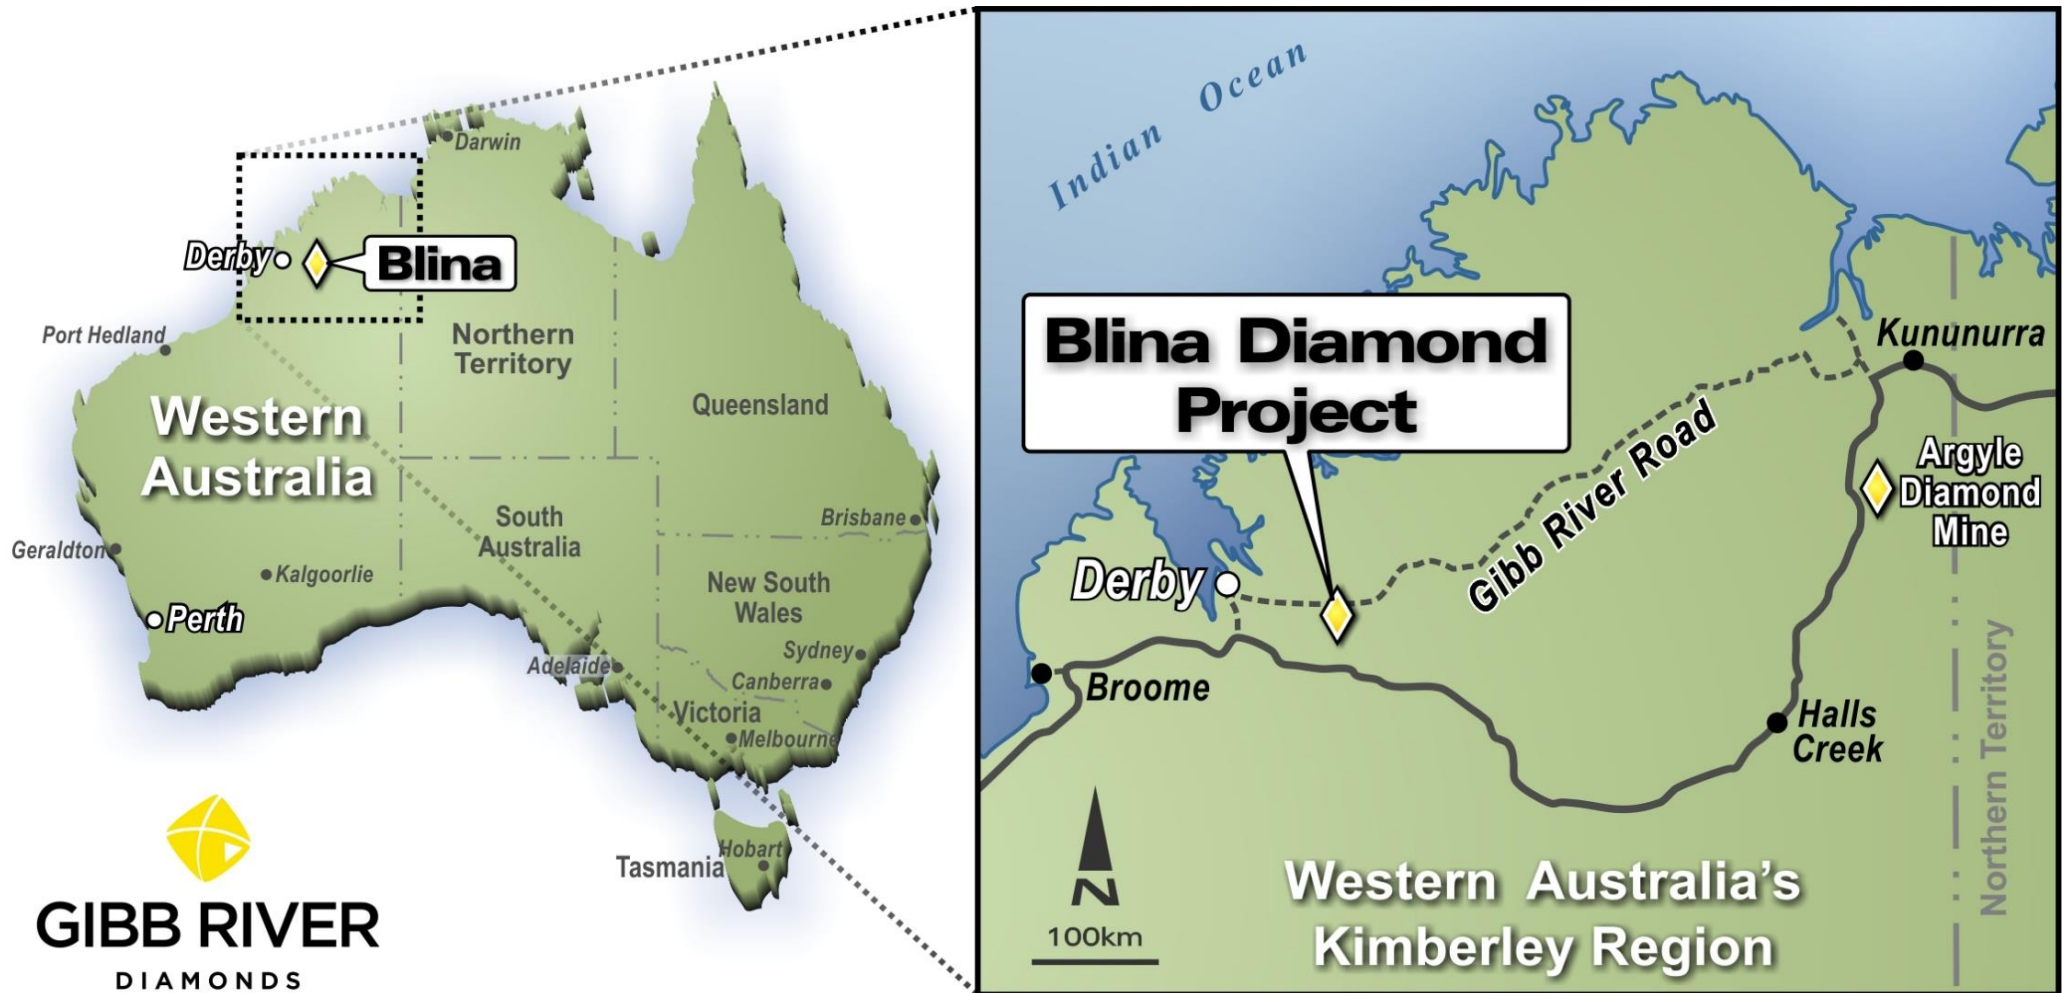 Darwin
Derby
Blina
Port Hedland
Northern
Territory
Western
Australia
Queensland
South
Australia
Brisbane
Geraldton
Kalgoorlie
New South
Wales
Perth
Sydney
Adelaide
Canberra
Victoria
Melbourne
Hobart
Tasmania
GIBB RIVER
DIAMONDS
Indian Ocean
Blina Diamond
Project
Kununurra
Gibb River Road
Argyle
Diamond
Mine
Derby
Broome
Halls
Creek
Northern Territory
N
100km
Western Australia's
Kimberley Region